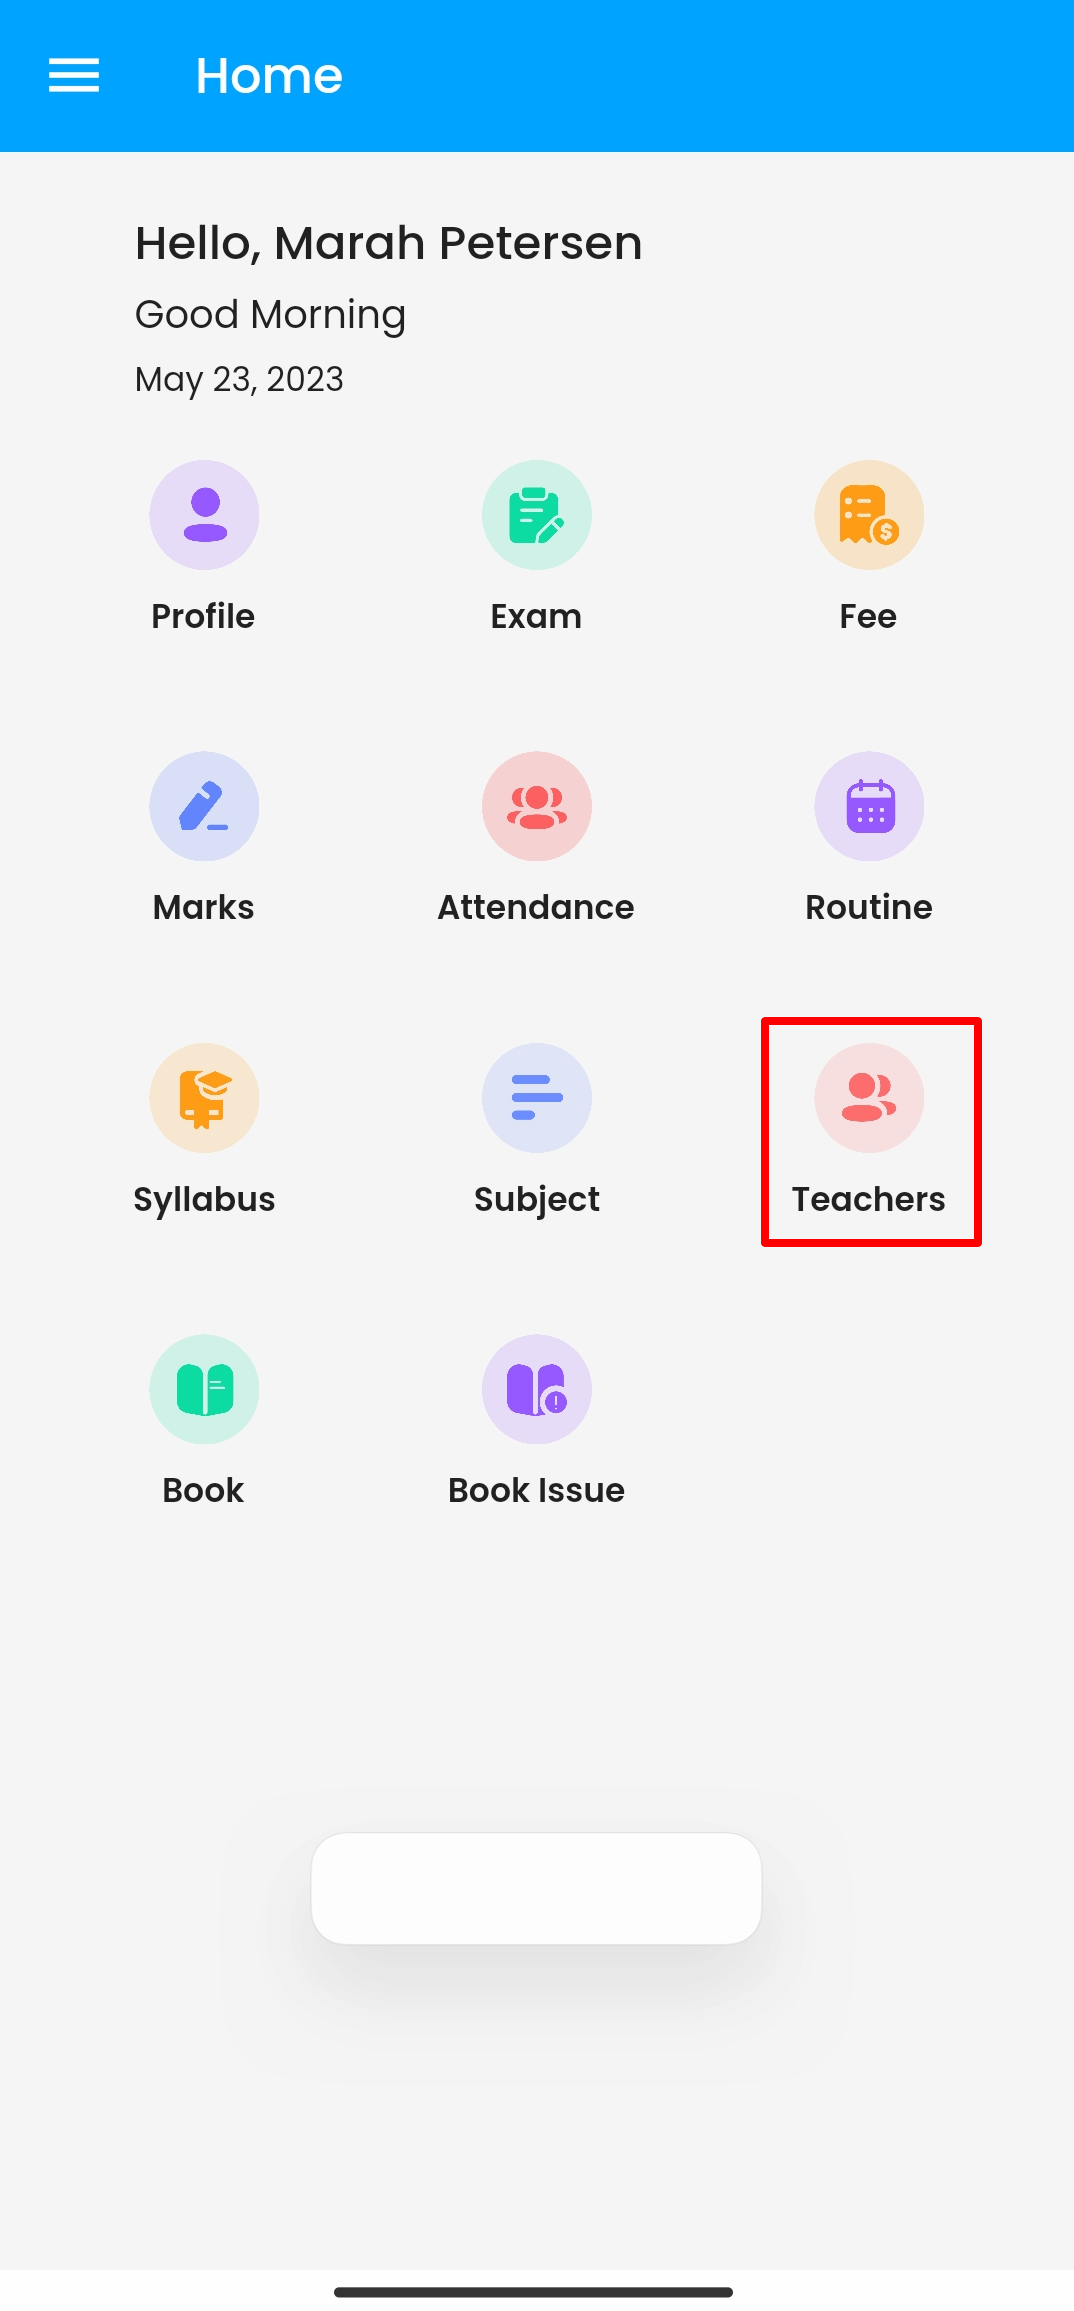 Home
Hello, Marah Petersen
Good Morning
May 23, 2023
Profile
Exam
Fee
Marks
Attendance
Routine
Syllabus
Subject
Teachers
Book
Book Issue